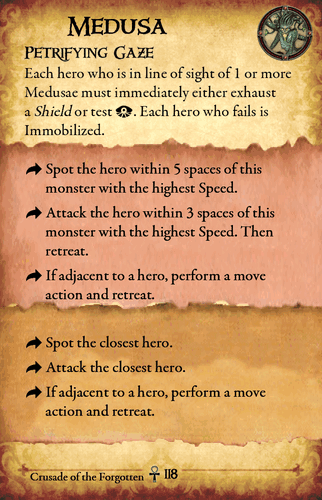 Medusa
Petrifying Gaze
Each hero who is in line of sight of 1 or more
Medusae must immediately either exhaust
a Shield or test . Each hero who fails is
Immobilized.
Spot the hero within 5 spaces of this
monster with the highest Speed.
Attack the hero within 3 spaces of this
monster with the highest Speed. Then
retreat.
If adjacent to a hero, perform a move
action and retreat.
Spot the closest hero.
Attack the closest hero.
If adjacent to a hero, perform a move
action and retreat.
Crusade of the Forgotten ☥ 118